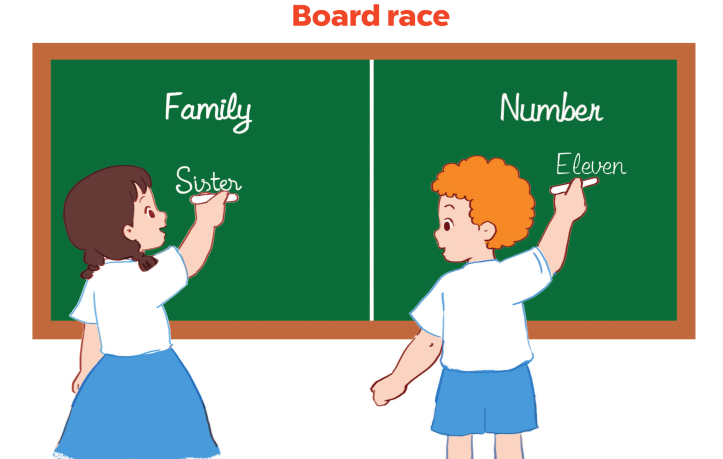 Board race
Family
Number
Sister
Eleven